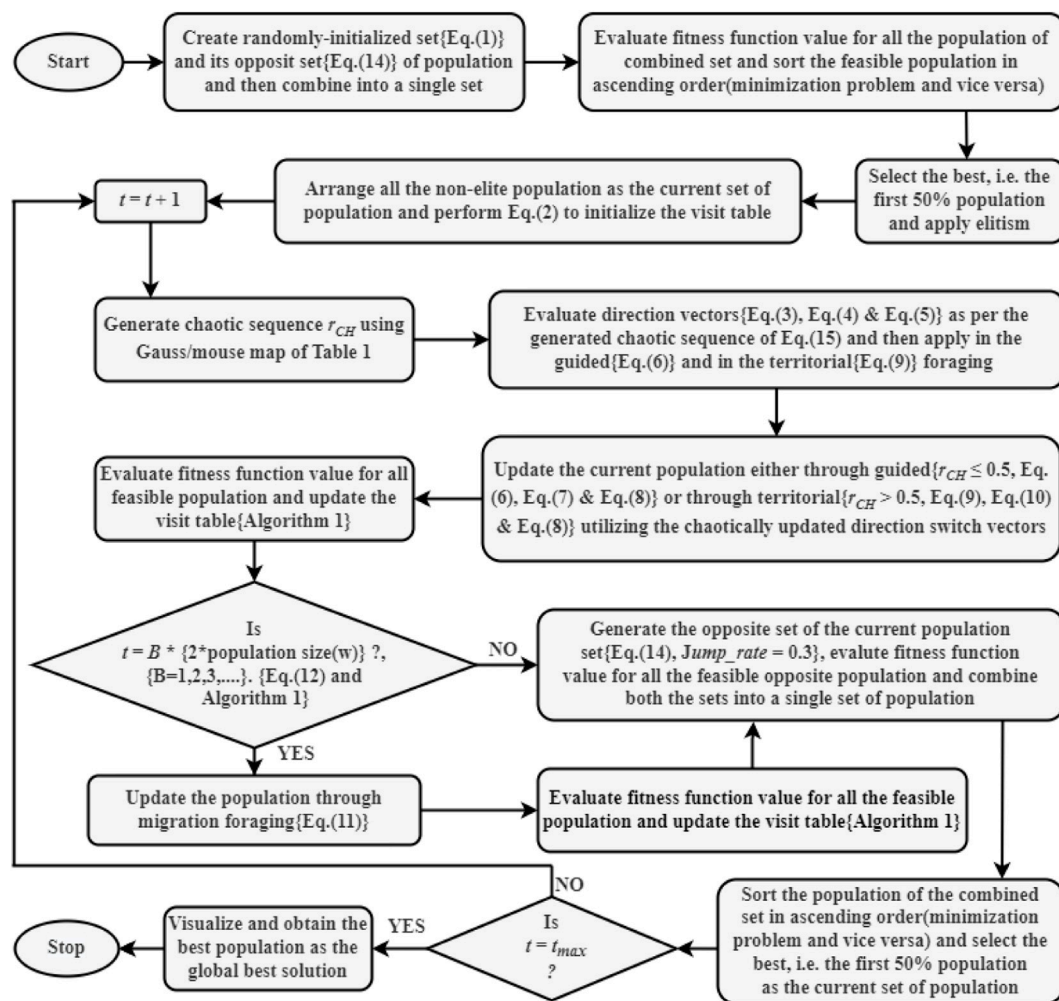 Start
Create randomly-initialized set{Eq.(1)}
and its opposit set{Eq.(14)} of population
and then combine into a single set
Evaluate fitness function value for all the population of
combined set and sort the feasible population in
ascending order(minimization problem and vice versa)
Select the best, i.e. the
first 50% population
and apply elitism
Arrange all the non-elite population as the current set of
population and perform Eq.(2) to initialize the visit table
t = t + 1
Generate chaotic sequence r_CH using
Gauss/mouse map of Table 1
Evaluate direction vectors{Eq.(3), Eq.(4) & Eq.(5)} as per the
generated chaotic sequence of Eq.(15) and then apply in the
guided{Eq.(6)} and in the territorial{Eq.(9)} foraging
Update the current population either through guided{r_CH ≤ 0.5, Eq.
(6), Eq.(7) & Eq.(8)} or through territorial{r_CH > 0.5, Eq.(9), Eq.(10)
& Eq.(8)} utilizing the chaotically updated direction switch vectors
Evaluate fitness function value for all
feasible population and update the
visit table{Algorithm 1}
Is
t = B * {2*population size(w)} ?,
{B=1,2,3,....}. {Eq.(12) and
Algorithm 1}
NO
YES
Generate the opposite set of the current population
set{Eq.(14), Jump_rate = 0.3}, evalute fitness function
value for all the feasible opposite population and combine
both the sets into a single set of population
Update the population through
migration foraging{Eq.(11)}
Evaluate fitness function value for all the feasible
population and update the visit table{Algorithm 1}
Sort the population of the combined
set in ascending order(minimization
problem and vice versa) and select the
best, i.e. the first 50% population
as the current set of population
NO
Is
t = t_max
?
YES
Visualize and obtain the
best population as the
global best solution
Stop